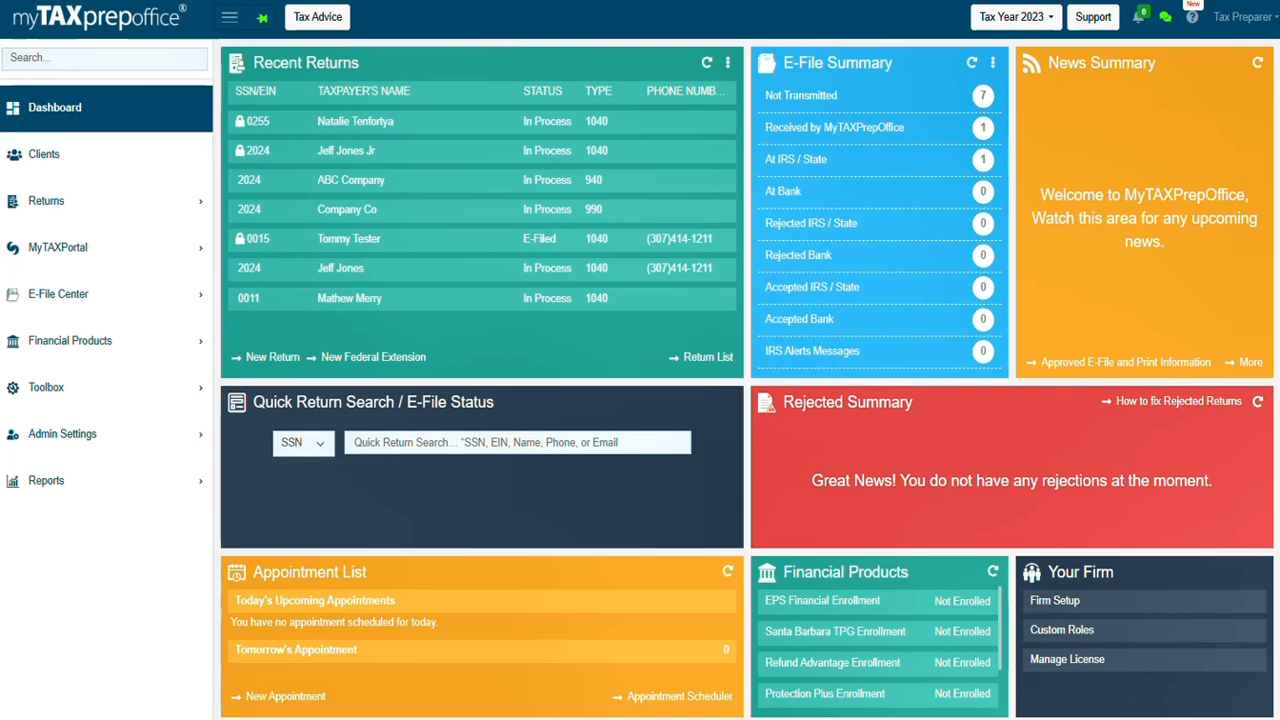 myTAXprepoffice®
Tax Advice
Tax Year 2023
Support
0
New
Tax Preparer
Search...
Dashboard
Clients
Returns
MyTAXPortal
E-File Center
Financial Products
Toolbox
Admin Settings
Reports
Recent Returns
SSN/EIN TAXPAYER'S NAME STATUS TYPE PHONE NUMB...
0255 Natalie Tenfortya In Process 1040
2024 Jeff Jones Jr In Process 1040
2024 ABC Company In Process 940
2024 Company Co In Process 990
0015 Tommy Tester E-Filed 1040 (307)414-1211
2024 Jeff Jones In Process 1040 (307)414-1211
0011 Mathew Merry In Process 1040
→ New Return → New Federal Extension → Return List
E-File Summary
Not Transmitted 7
Received by MyTAXPrepOffice 1
At IRS / State 1
At Bank 0
Rejected IRS / State 0
Rejected Bank 0
Accepted IRS / State 0
Accepted Bank 0
IRS Alerts Messages 0
News Summary
Welcome to MyTAXPrepOffice,
Watch this area for any upcoming
news.
→ Approved E-File and Print Information → More
Quick Return Search / E-File Status
SSN Quick Return Search... *SSN, EIN, Name, Phone, or Email
Rejected Summary → How to fix Rejected Returns
Great News! You do not have any rejections at the moment.
Appointment List
Today's Upcoming Appointments
You have no appointment scheduled for today.
Tomorrow's Appointment 0
→ New Appointment → Appointment Scheduler
Financial Products
EPS Financial Enrollment Not Enrolled
Santa Barbara TPG Enrollment Not Enrolled
Refund Advantage Enrollment Not Enrolled
Protection Plus Enrollment Not Enrolled
Your Firm
Firm Setup
Custom Roles
Manage License